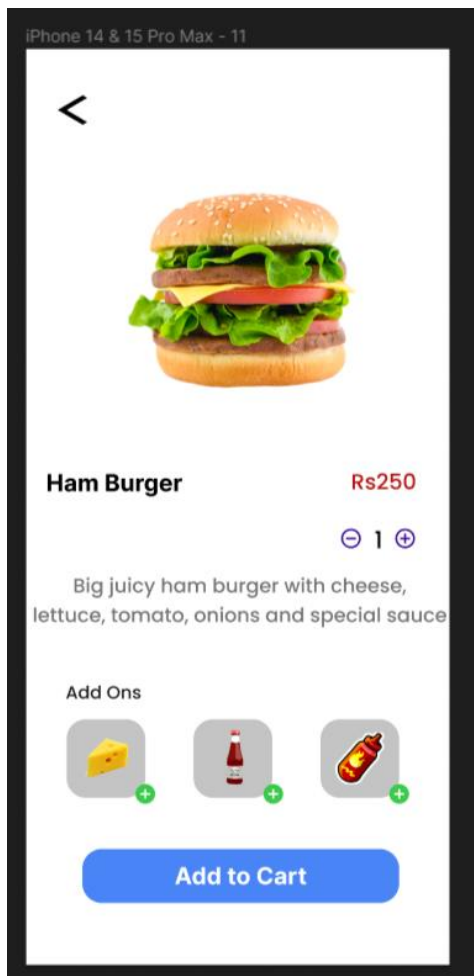 iPhone 14 & 15 Pro Max - 11
Ham Burger
Rs250
1
Big juicy ham burger with cheese,
lettuce, tomato, onions and special sauce
Add Ons
Add to Cart